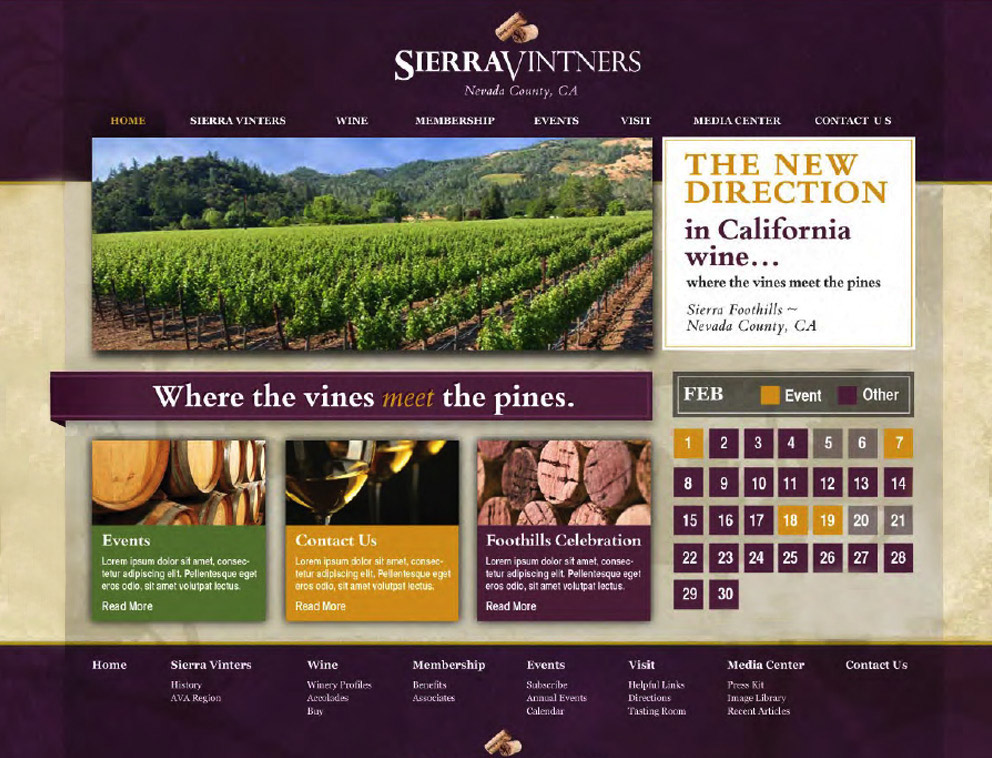 SIERRAVINTNERS
Nevada County, CA
HOME SIERRA VINTERS WINE MEMBERSHIP EVENTS VISIT MEDIA CENTER CONTACT U S
THE NEW
DIRECTION
in California
wine…
where the vines meet the pines
Sierra Foothills ~
Nevada County, CA
Where the vines meet the pines.
FEB Event Other
1 2 3 4 5 6 7
8 9 10 11 12 13 14
15 16 17 18 19 20 21
22 23 24 25 26 27 28
29 30
Events
Lorem ipsum dolor sit amet, consec-
tetur adipiscing elit. Pellentesque eget
eros odio, sit amet volutpat lectus.
Read More
Contact Us
Lorem ipsum dolor sit amet, consec-
tetur adipiscing elit. Pellentesque eget
eros odio, sit amet volutpat lectus.
Read More
Foothills Celebration
Lorem ipsum dolor sit amet, consec-
tetur adipiscing elit. Pellentesque eget
eros odio, sit amet volutpat lectus.
Read More
Home
Sierra Vinters
History
AVA Region
Wine
Winery Profiles
Accolades
Buy
Membership
Benefits
Associates
Events
Subscribe
Annual Events
Calendar
Visit
Helpful Links
Directions
Tasting Room
Media Center
Press Kit
Image Library
Recent Articles
Contact Us